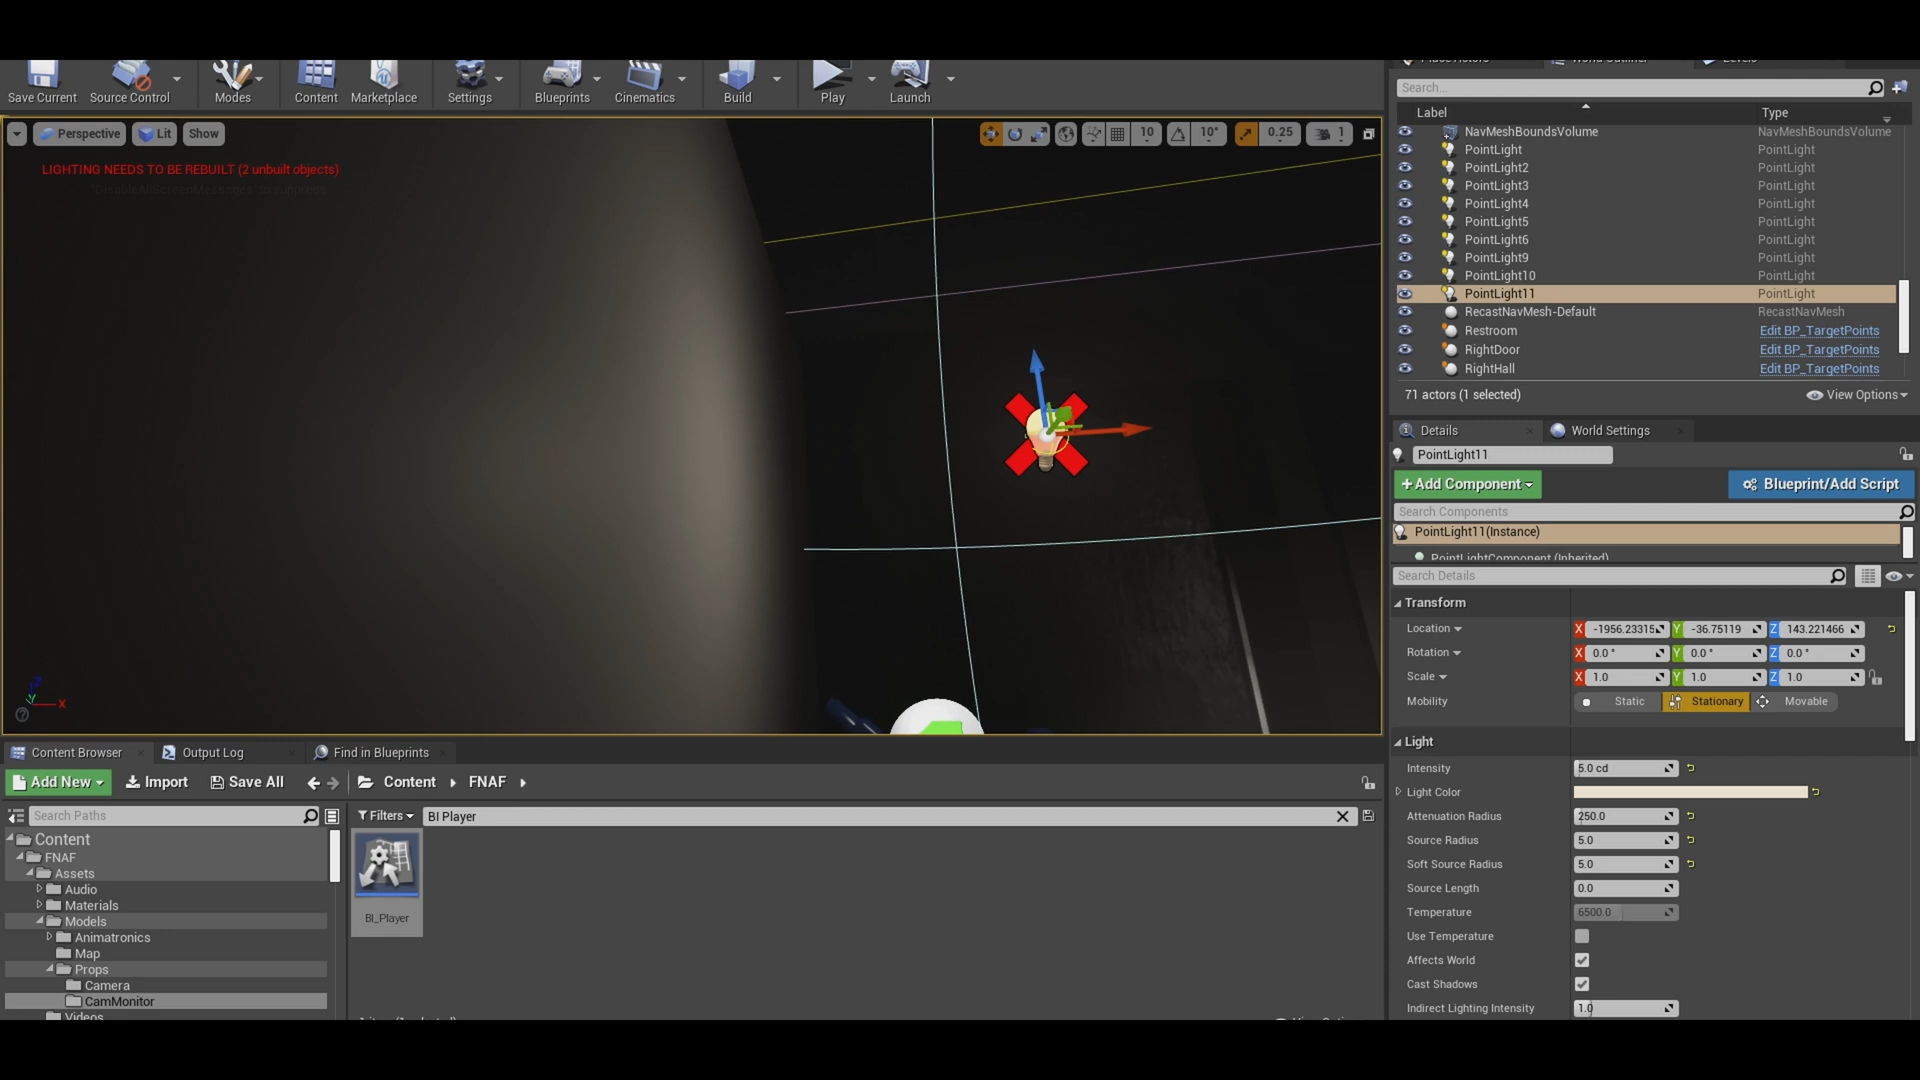 Save Current
Source Control
Modes
Content
Marketplace
Settings
Blueprints
Cinematics
Build
Play
Launch
Perspective
Lit
Show
10
10°
0.25
1
LIGHTING NEEDS TO BE REBUILT (2 unbuilt objects)
'DisableAllScreenMessages' to suppress
X
Search...
Label
Type
NavMeshBoundsVolume NavMeshBoundsVolume
PointLight PointLight
PointLight2 PointLight
PointLight3 PointLight
PointLight4 PointLight
PointLight5 PointLight
PointLight6 PointLight
PointLight9 PointLight
PointLight10 PointLight
PointLight11 PointLight
RecastNavMesh-Default RecastNavMesh
Restroom Edit BP_TargetPoints
RightDoor Edit BP_TargetPoints
RightHall Edit BP_TargetPoints
71 actors (1 selected)
View Options
Details
World Settings
PointLight11
+Add Component
Blueprint/Add Script
Search Components
PointLight11(Instance)
PointLightComponent (Inherited)
Search Details
Transform
Location X -1956.23315 Y -36.75119 Z 143.221466
Rotation X 0.0 ° Y 0.0 ° Z 0.0 °
Scale X 1.0 Y 1.0 Z 1.0
Mobility Static Stationary Movable
Light
Intensity 5.0 cd
Light Color
Attenuation Radius 250.0
Source Radius 5.0
Soft Source Radius 5.0
Source Length 0.0
Temperature 6500.0
Use Temperature
Affects World
Cast Shadows
Indirect Lighting Intensity 1.0
Content Browser
Output Log
Find in Blueprints
Add New
Import
Save All
Content
FNAF
Search Paths
Filters
BI Player
Content
FNAF
Assets
Audio
Materials
Models
Animatronics
Map
Props
Camera
CamMonitor
Videos
BI_Player